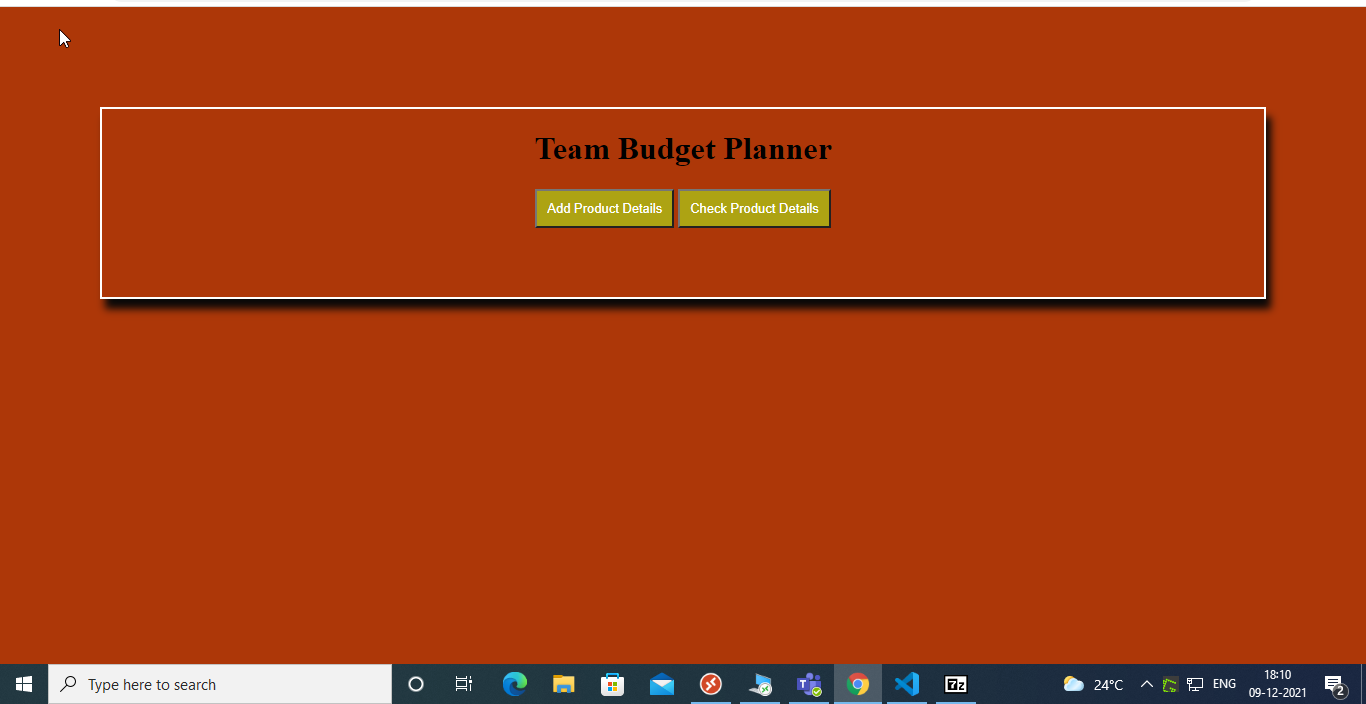 Team Budget Planner
Add Product Details Check Product Details
Type here to search
24°C
ENG
18:10
09-12-2021
2
7z